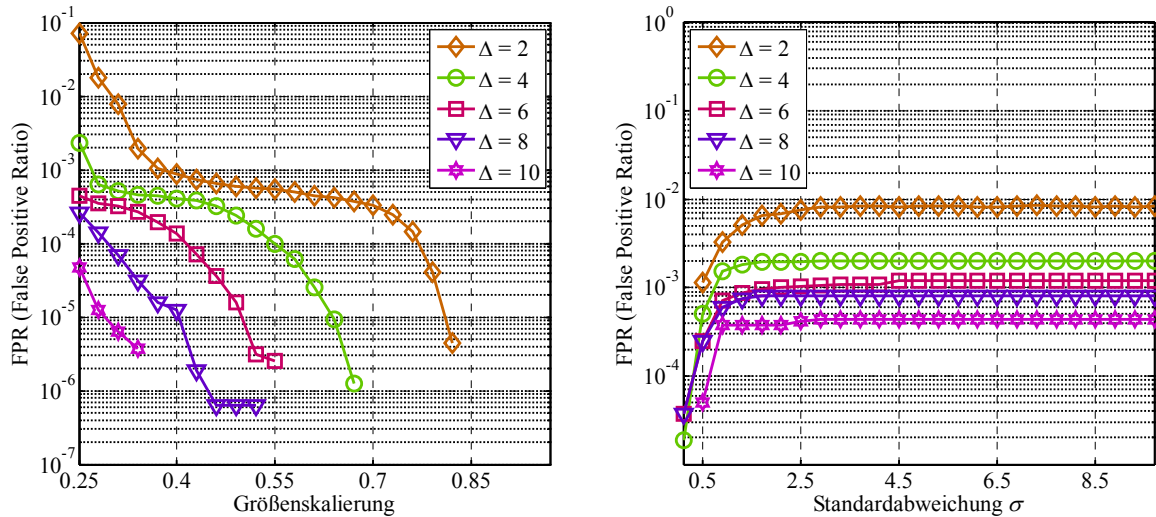 10^-1
10^-2
10^-3
10^-4
10^-5
10^-6
10^-7
FPR (False Positive Ratio)
0.25 0.4 0.55 0.7 0.85
Größenskalierung
Δ = 2
Δ = 4
Δ = 6
Δ = 8
Δ = 10
10^0
10^-1
10^-2
10^-3
10^-4
FPR (False Positive Ratio)
0.5 2.5 4.5 6.5 8.5
Standardabweichung σ
Δ = 2
Δ = 4
Δ = 6
Δ = 8
Δ = 10